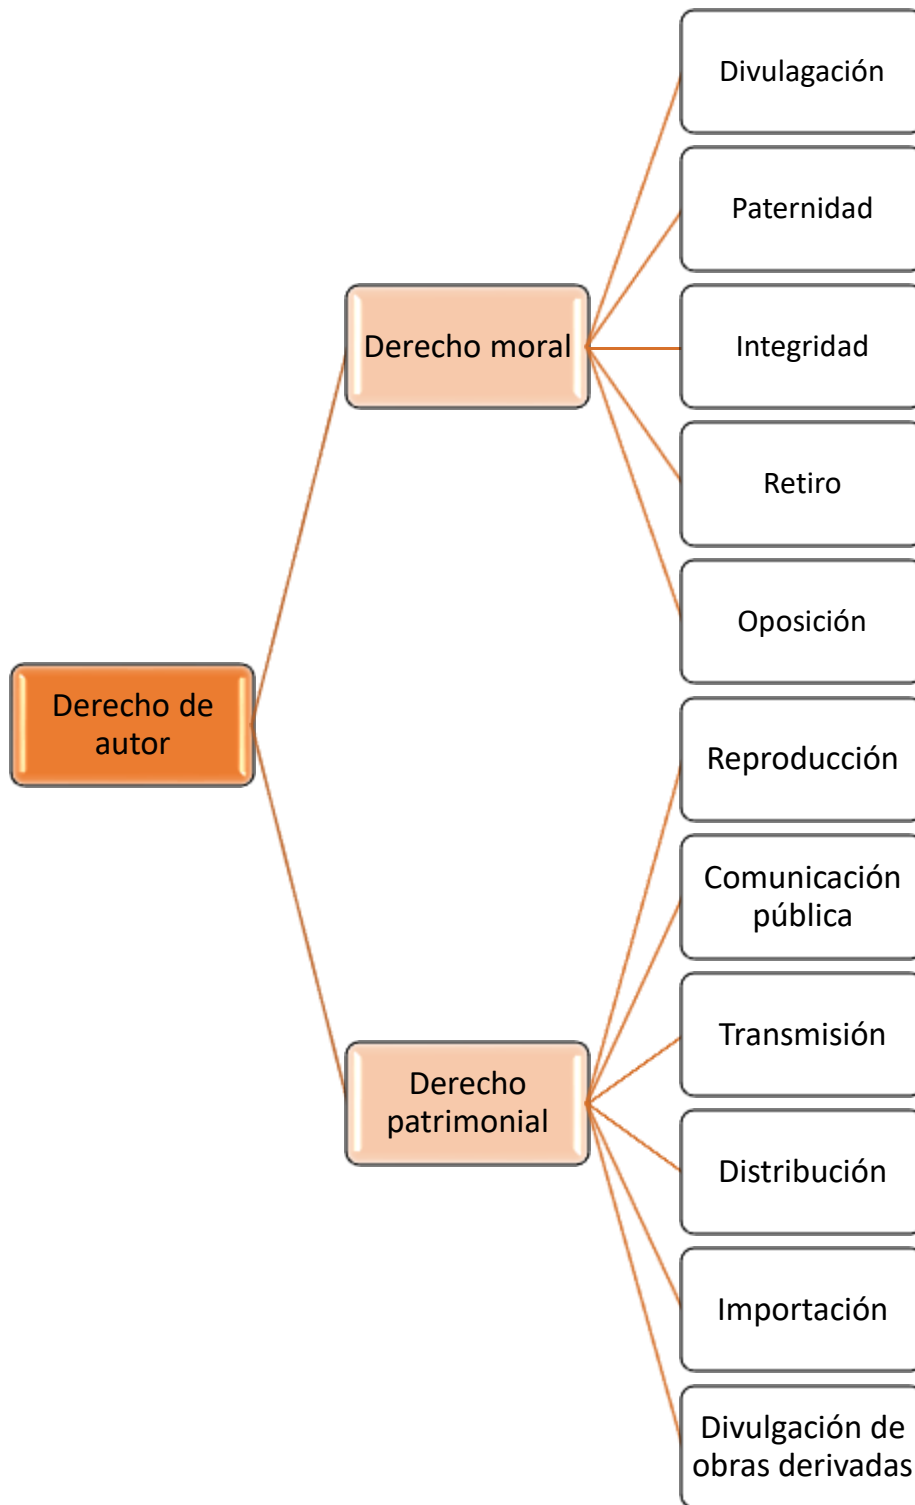 Divulagación
Paternidad
Derecho moral
Integridad
Retiro
Oposición
Derecho de
autor
Reproducción
Comunicación
pública
Transmisión
Derecho
patrimonial
Distribución
Importación
Divulgación de
obras derivadas